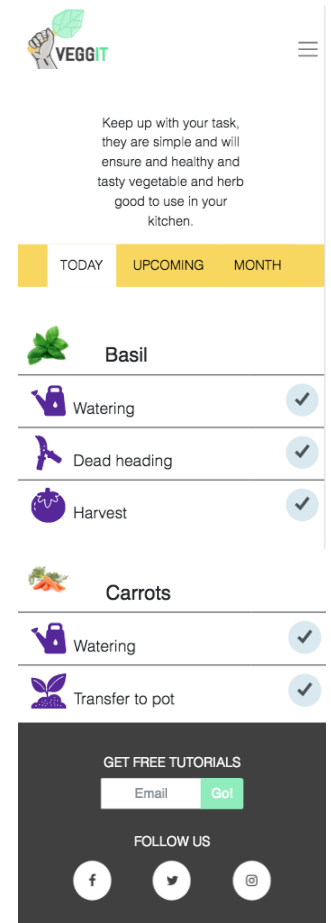 VEGGIT
Keep up with your task,
they are simple and will
ensure and healthy and
tasty vegetable and herb
good to use in your
kitchen.
TODAY UPCOMING MONTH
Basil
Watering
Dead heading
Harvest
Carrots
Watering
Transfer to pot
GET FREE TUTORIALS
Email Go!
FOLLOW US